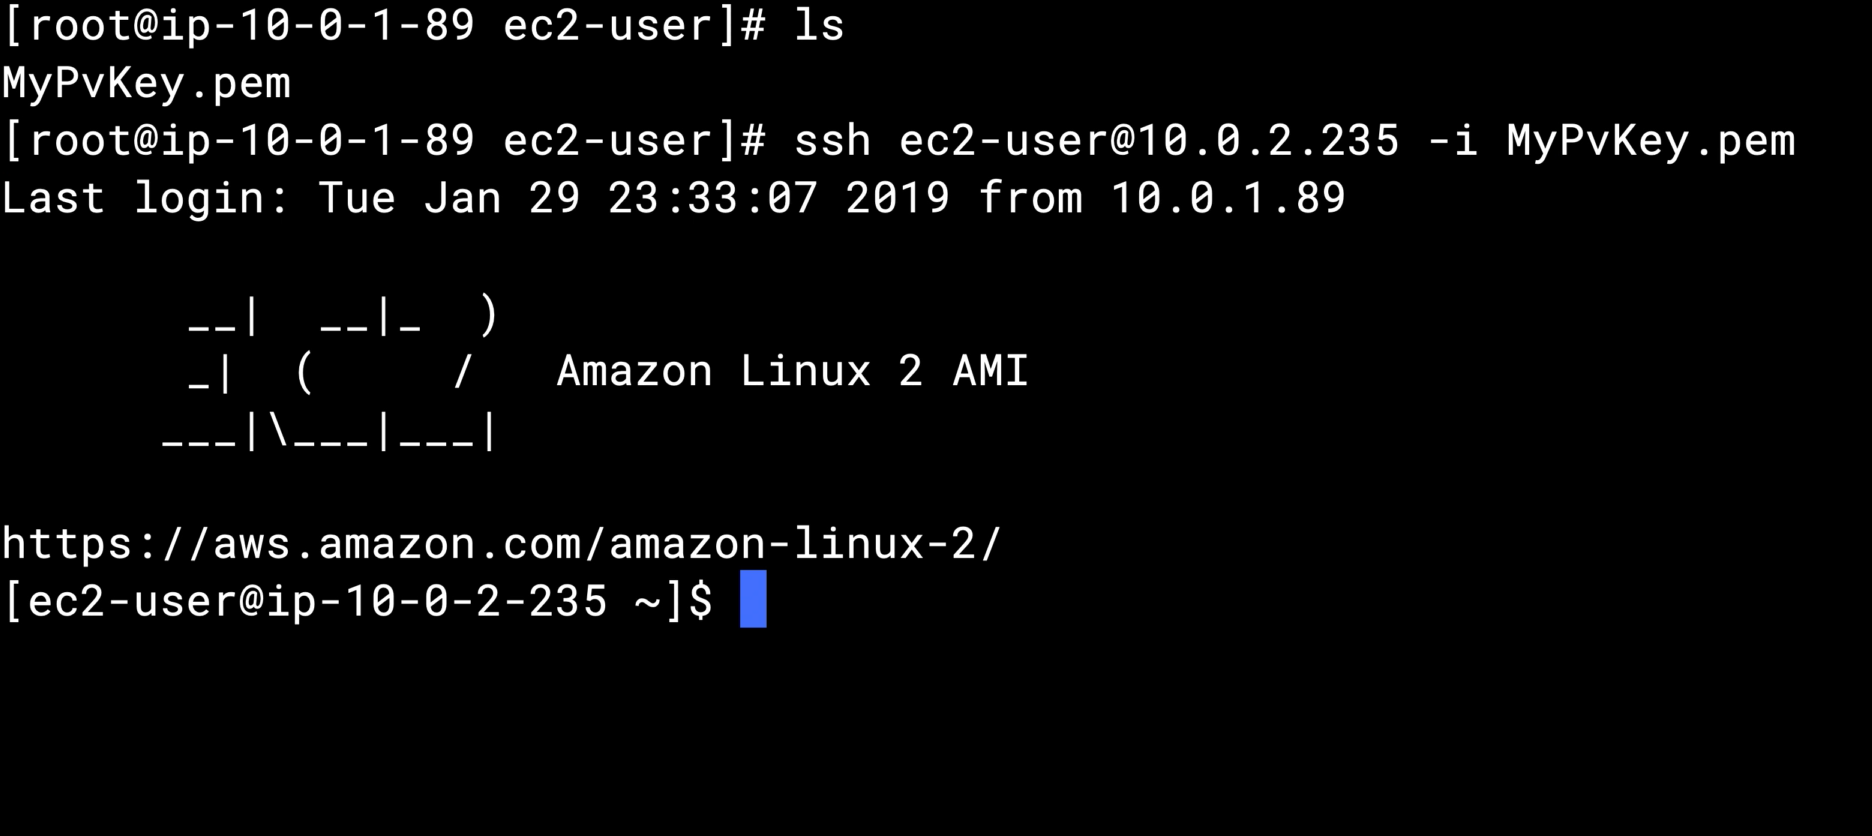 [root@ip-10-0-1-89 ec2-user]# ls
MyPvKey.pem
[root@ip-10-0-1-89 ec2-user]# ssh ec2-user@10.0.2.235 -i MyPvKey.pem
Last login: Tue Jan 29 23:33:07 2019 from 10.0.1.89

       __|  __|_  )
       _|  (     /   Amazon Linux 2 AMI
      ___|\___|___|

https://aws.amazon.com/amazon-linux-2/
[ec2-user@ip-10-0-2-235 ~]$